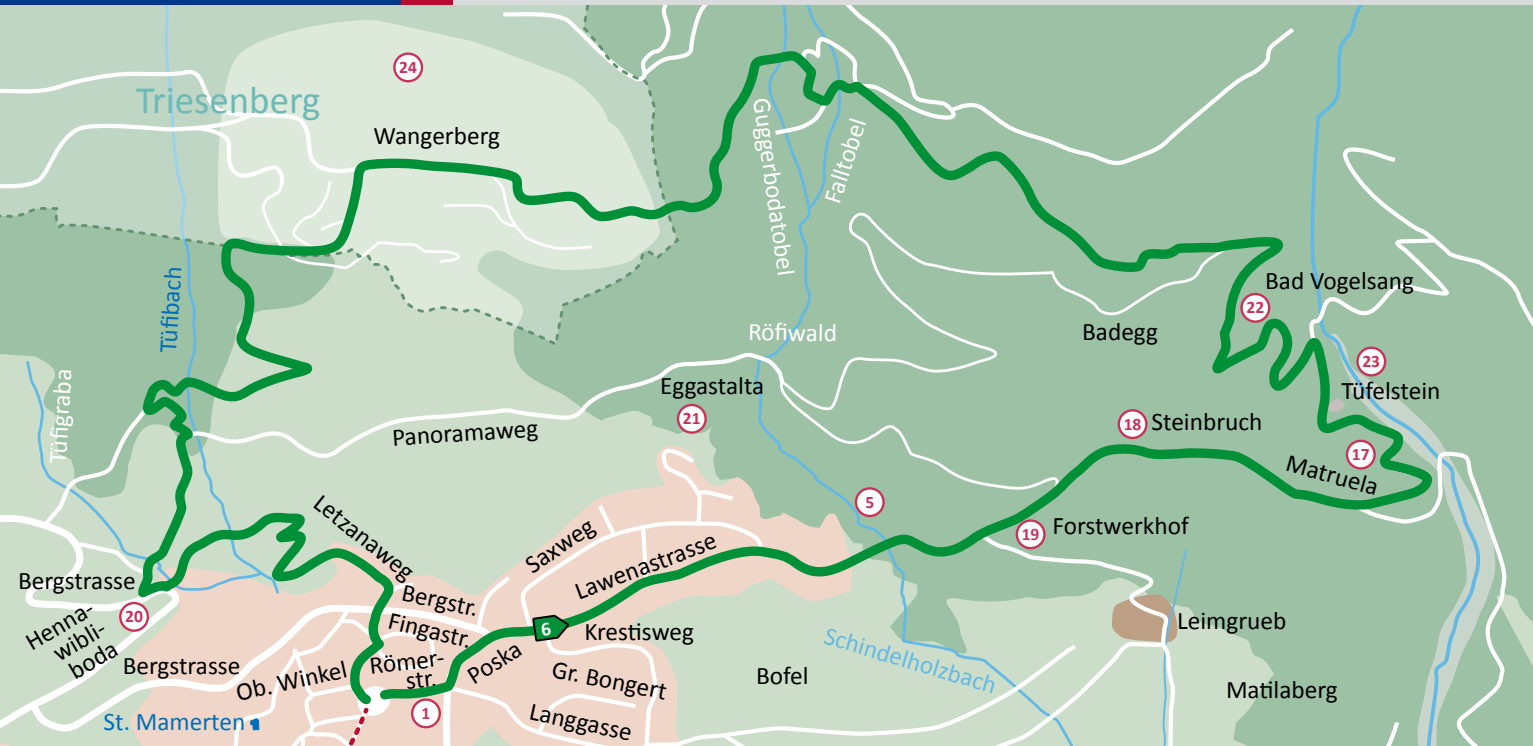 24
Triesenberg
Wangerberg
Guggerbodatobel
Falltobel
Tüfibach
Bad Vogelsang
22
Röfiwald
Badegg
23
Tüfelstein
Tüfigraba
Eggastalta
21
Panoramaweg
18 Steinbruch
17
Matruela
5
Letzanaweg
Saxweg
Lawenastrasse
19 Forstwerkhof
Bergstrasse
20
Henna-
wibli-
boda
Bergstr.
Fingastr.
6
Krestisweg
Leimgrueb
Schindelholzbach
Bergstrasse
Ob. Winkel
Römer-
str.
Poska
Gr. Bongert
Bofel
Matilaberg
St. Mamerten
1
Langgasse